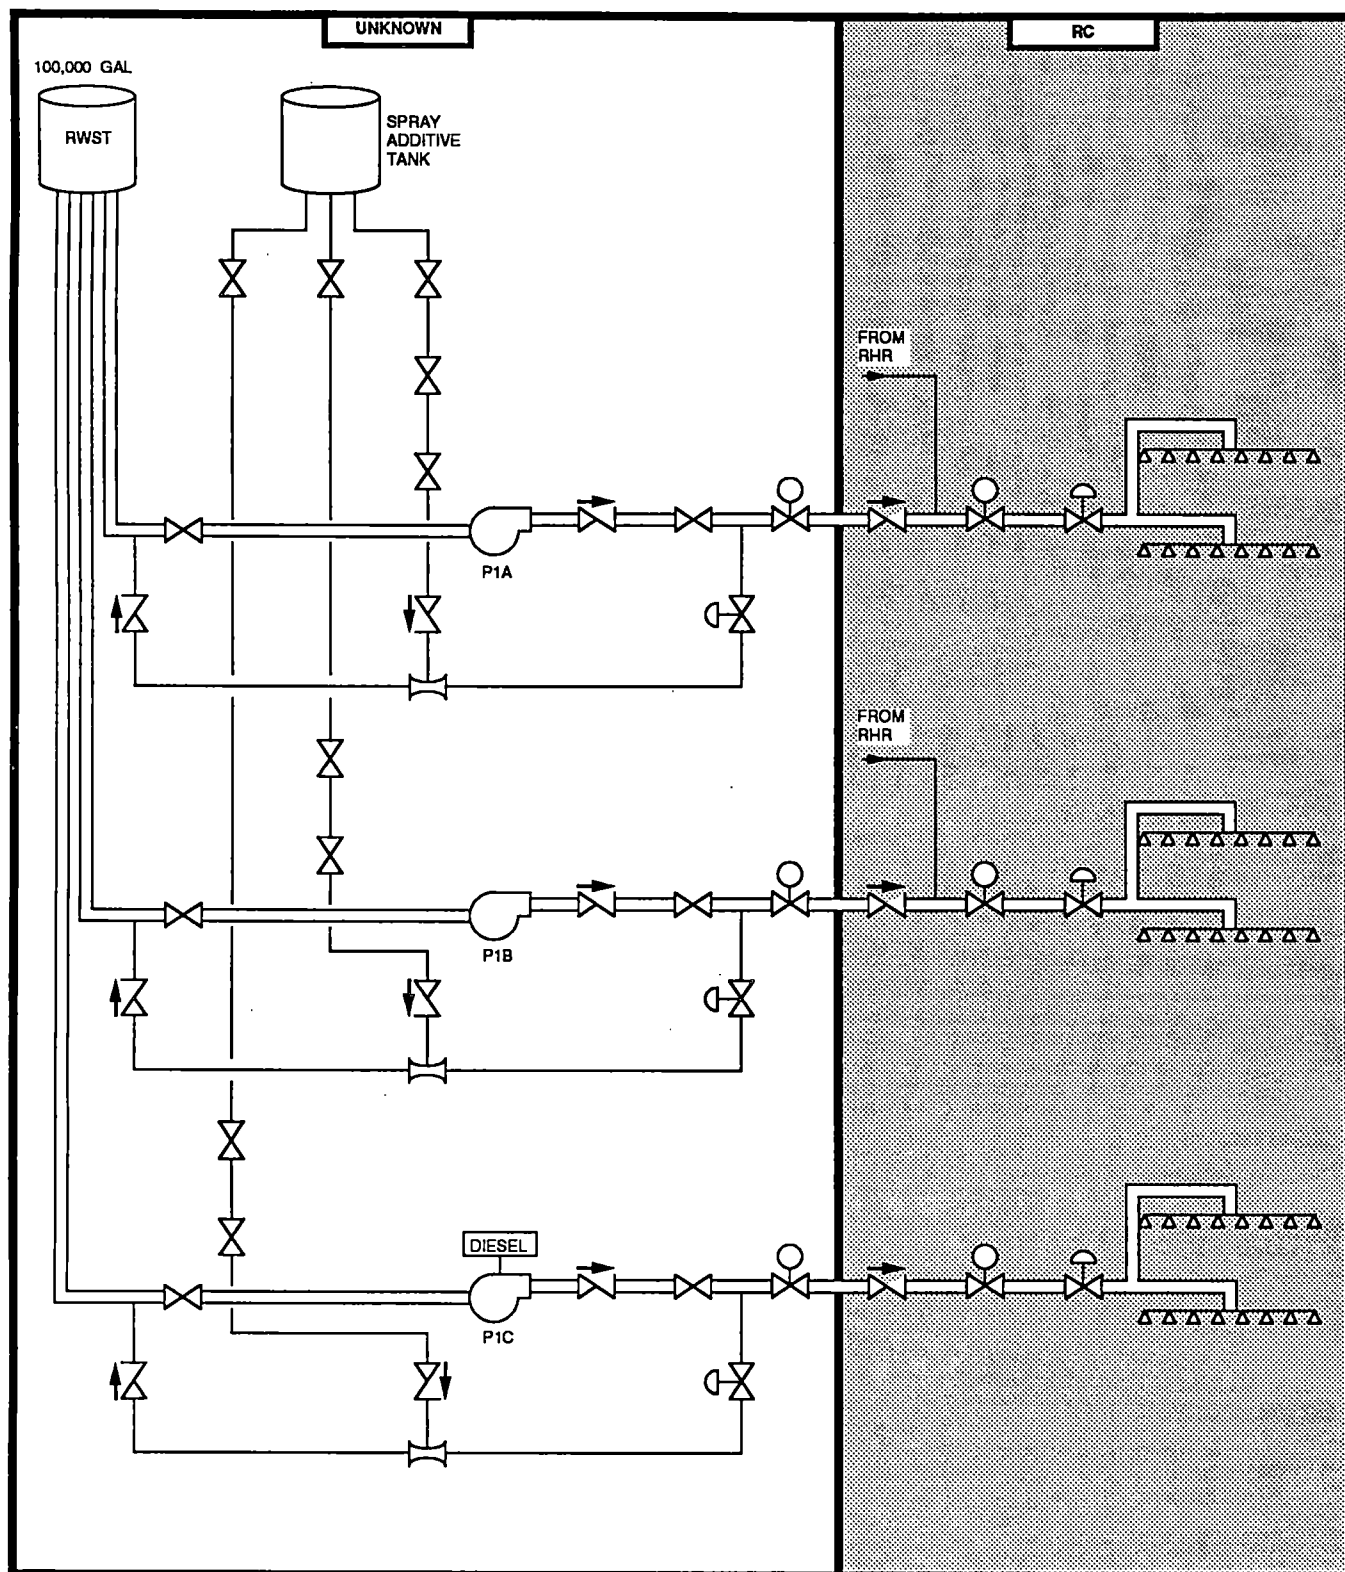 UNKNOWN
RC
100,000 GAL
RWST
SPRAY
ADDITIVE
TANK
FROM
RHR
P1A
FROM
RHR
P1B
DIESEL
P1C